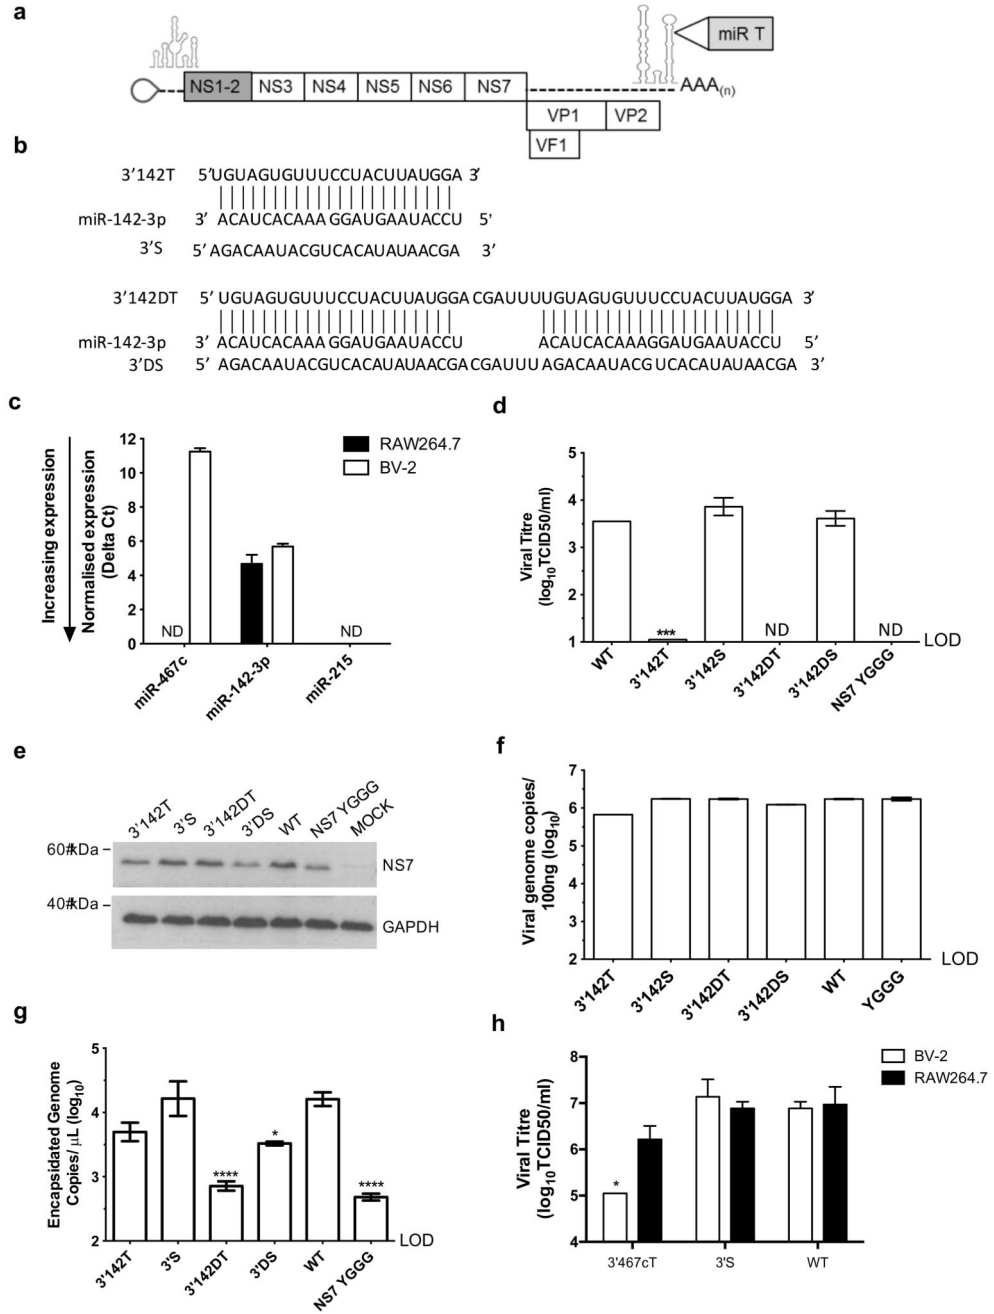 a
miR T
NS1-2 NS3 NS4 NS5 NS6 NS7
AAA(n)
VP1 VP2
VF1
b
3'142T 5'UGUAGUGUUUCCUACUUAUGGA 3'
miR-142-3p 3' ACAUCACAAA GGAUGAAUACCU 5'
3'S 5' AGACAAUACGUCACAUAUAACGA 3'
3'142DT 5' UGUAGUGUUUCCUACUUAUGGA CGAUUUUGUAGUGUUUCCUACUUAUGGA 3'
miR-142-3p 3' ACAUCACAAA GGAUGAAUACCU ACAUCACAAAGGAUGAAUACCU 5'
3'DS 5' AGACAAUACGUCACAUAUAACGACGAUUUAGACAAUACGUCACAUAUAACGA 3'
c
Increasing expression
Normalised expression
(Delta Ct)
12
10
8
6
4
2
0
ND
ND
RAW264.7
BV-2
miR-467c
miR-142-3p
miR-215
d
Viral Titre
(log10TCID50/ml)
5
4
3
2
1
***
ND
ND
LOD
WT
3'142T
3'142S
3'142DT
3'142DS
NS7 YGGG
e
3'142T
3'S
3'142DT
3'DS
WT
NS7 YGGG
MOCK
NS7
GAPDH
f
Viral genome copies/
100ng (log10)
7
6
5
4
3
2
LOD
3'142T
3'142S
3'142DT
3'142DS
WT
YGGG
g
Encapsidated Genome
Copies/ μL (log10)
5
4
3
2
****
*
****
LOD
3'142T
3'S
3'142DT
3'DS
WT
NS7 YGGG
h
Viral Titre
(log10TCID50/ml)
8
7
6
5
4
*
BV-2
RAW264.7
3'467cT
3'S
WT